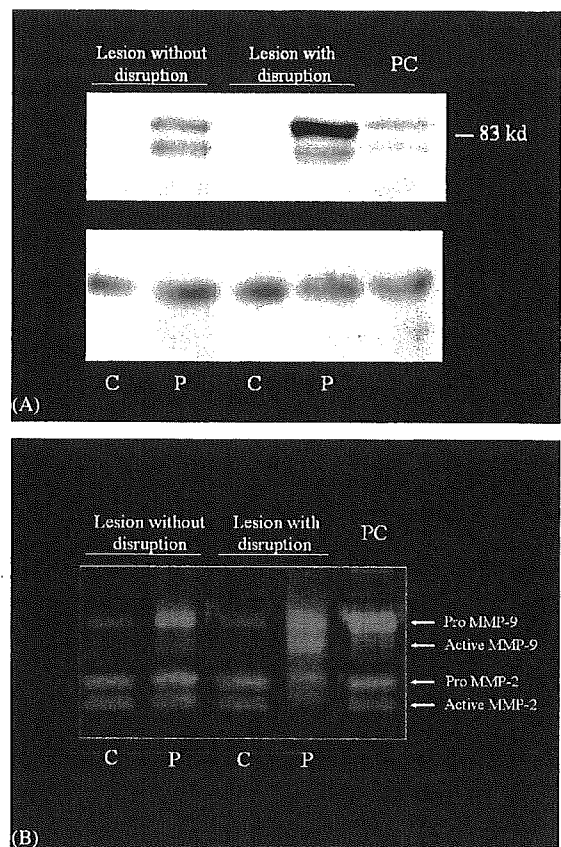 Lesion without
disruption
Lesion with
disruption
PC
83 kd
C P C P
(A)
Lesion without
disruption
Lesion with
disruption
PC
Pro MMP-9
Active MMP-9
Pro MMP-2
Active MMP-2
C P C P
(B)